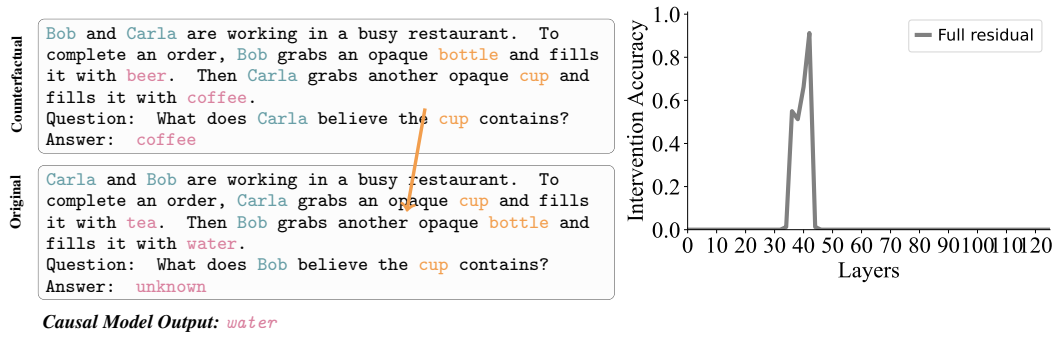 Counterfactual
Bob and Carla are working in a busy restaurant. To
complete an order, Bob grabs an opaque bottle and fills
it with beer. Then Carla grabs another opaque cup and
fills it with coffee.
Question: What does Carla believe the cup contains?
Answer: coffee
Original
Carla and Bob are working in a busy restaurant. To
complete an order, Carla grabs an opaque cup and fills
it with tea. Then Bob grabs another opaque bottle and
fills it with water.
Question: What does Bob believe the cup contains?
Answer: unknown
Causal Model Output: water
Intervention Accuracy
1.0
0.8
0.6
0.4
0.2
0.0
Full residual
0 10 20 30 40 50 60 70 80 90 100 110 120
Layers